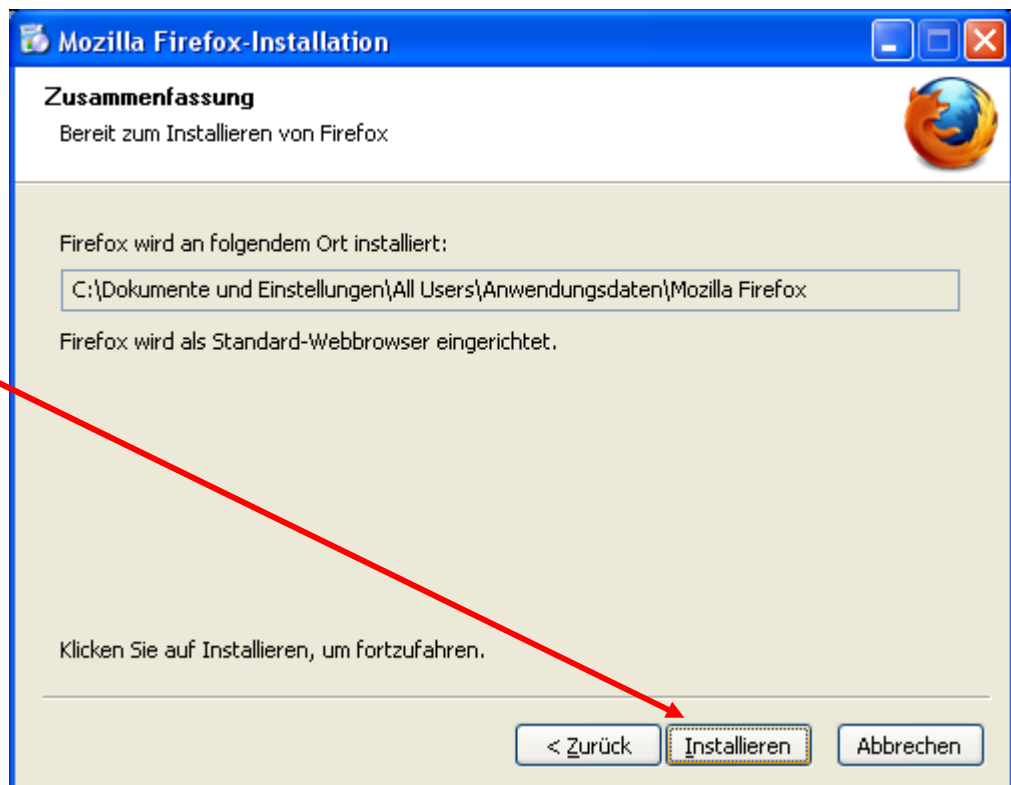 Mozilla Firefox-Installation
Zusammenfassung
Bereit zum Installieren von Firefox
Firefox wird an folgendem Ort installiert:
C:\Dokumente und Einstellungen\All Users\Anwendungsdaten\Mozilla Firefox
Firefox wird als Standard-Webbrowser eingerichtet.
Klicken Sie auf Installieren, um fortzufahren.
< Zurück Installieren Abbrechen